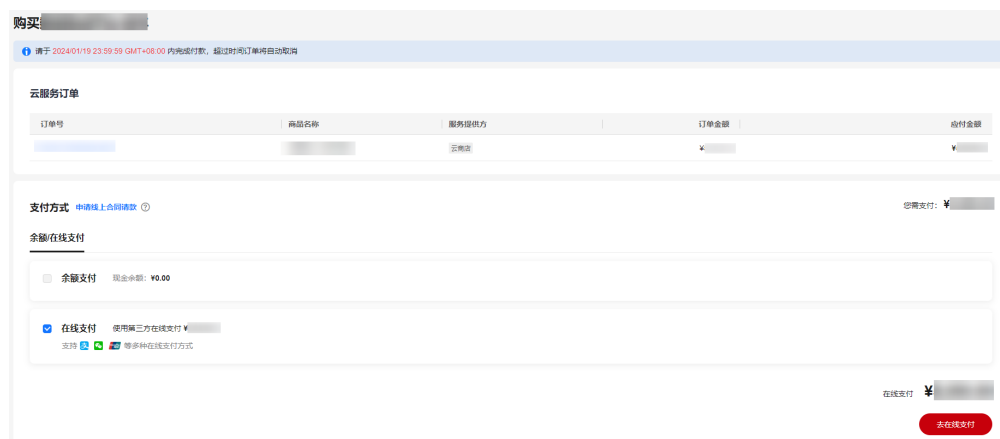 购买
请于 2024/01/19 23:59:59 GMT+08:00 内完成付款，超过时间订单将自动取消
云服务订单
订单号 商品名称 服务提供方 订单金额 应付金额
云商店 ¥ ¥
支付方式 申请线上合同请款 您需支付：¥
余额/在线支付
余额支付 现金余额：¥0.00
在线支付 使用第三方在线支付 ¥
支持 等多种在线支付方式
在线支付 ¥
去在线支付